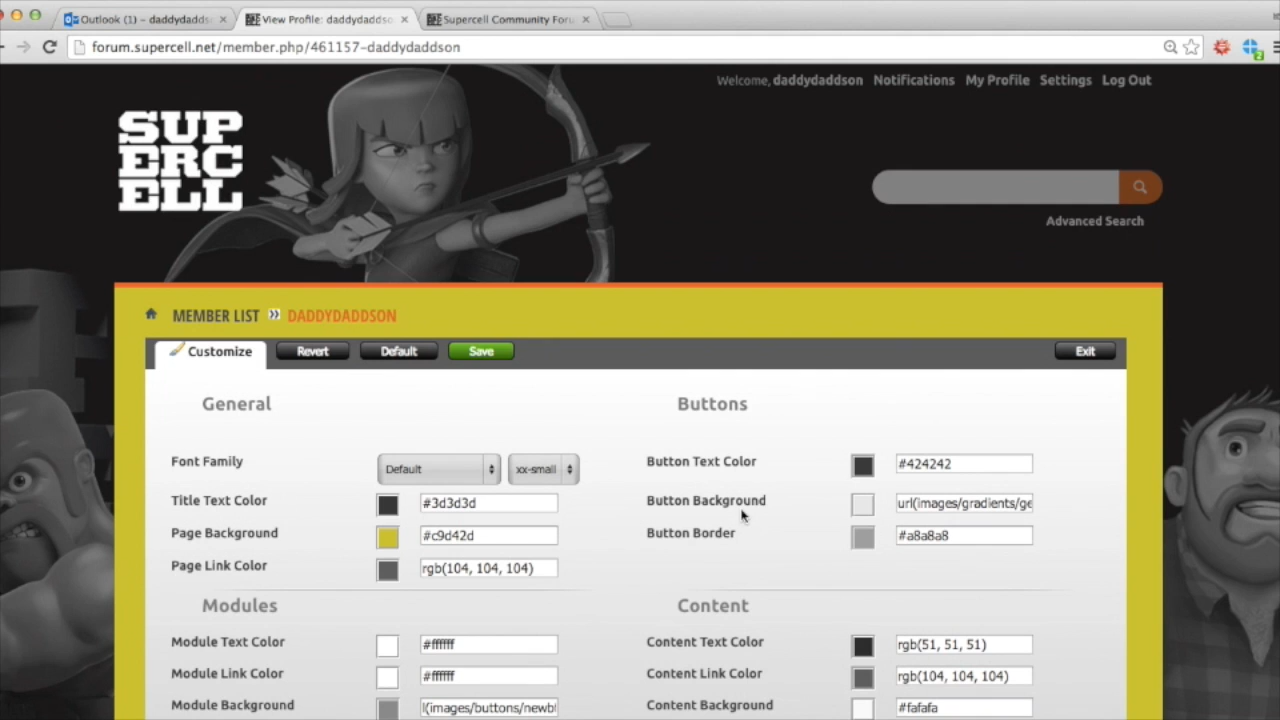 Outlook (1) – daddydadds
View Profile: daddydaddso
Supercell Community Foru
forum.supercell.net/member.php/461157-daddydaddson
2
Welcome, daddydaddson Notifications My Profile Settings Log Out
SUP
ERC
ELL
Advanced Search
MEMBER LIST DADDYDADDSON
Customize Revert Default Save Exit
General Buttons
Font Family Default xx-small Button Text Color #424242
Title Text Color #3d3d3d Button Background url(images/gradients/ge
Page Background #c9d42d Button Border #a8a8a8
Page Link Color rgb(104, 104, 104)
Modules Content
Module Text Color #ffffff Content Text Color rgb(51, 51, 51)
Module Link Color #ffffff Content Link Color rgb(104, 104, 104)
Module Background l(images/buttons/newbt Content Background #fafafa